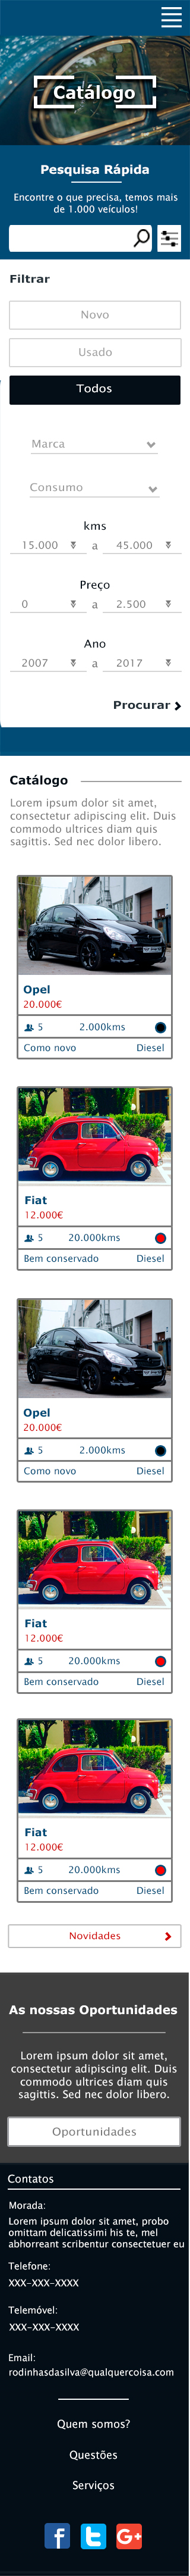 Catálogo
Pesquisa Rápida
Encontre o que precisa, temos mais
de 1.000 veículos!
Filtrar
Novo
Usado
Todos
Marca
Consumo
kms
15.000 a 45.000
Preço
0 a 2.500
Ano
2007 a 2017
Procurar
Catálogo
Lorem ipsum dolor sit amet,
consectetur adipiscing elit. Duis
commodo ultrices diam quis
sagittis. Sed nec dolor libero.
Opel
20.000€
5 2.000kms
Como novo Diesel
Fiat
12.000€
5 20.000kms
Bem conservado Diesel
Opel
20.000€
5 2.000kms
Como novo Diesel
Fiat
12.000€
5 20.000kms
Bem conservado Diesel
Fiat
12.000€
5 20.000kms
Bem conservado Diesel
Novidades
As nossas Oportunidades
Lorem ipsum dolor sit amet,
consectetur adipiscing elit. Duis
commodo ultrices diam quis
sagittis. Sed nec dolor libero.
Oportunidades
Contatos
Morada:
Lorem ipsum dolor sit amet, probo
omittam delicatissimi his te, mel
abhorreant scribentur consectetuer eu
Telefone:
XXX-XXX-XXXX
Telemóvel:
XXX-XXX-XXXX
Email:
rodinhasdasilva@qualquercoisa.com
Quem somos?
Questões
Serviços
f
G+